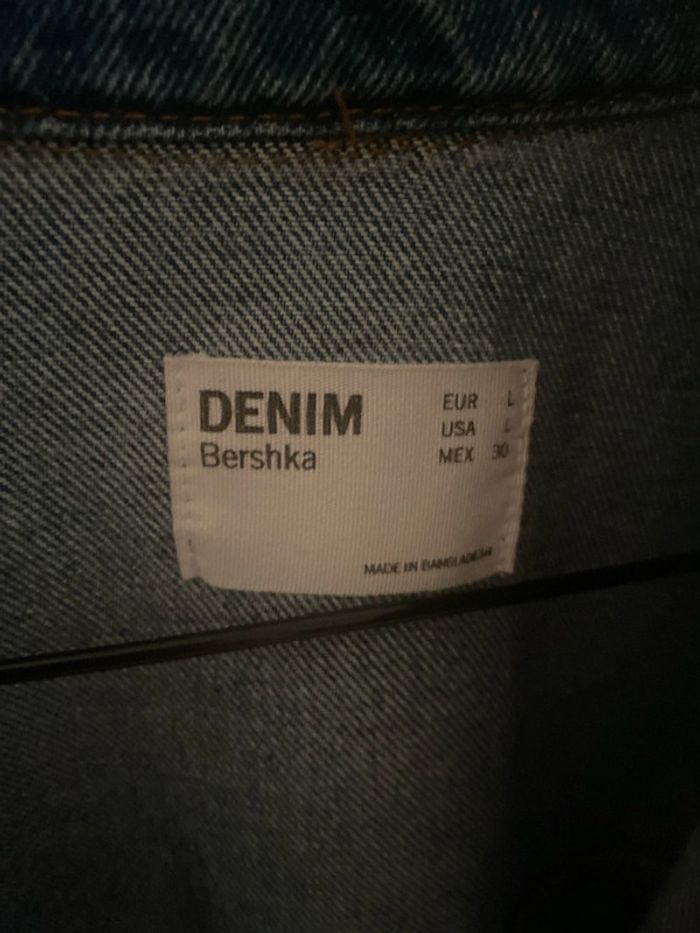 DENIM
Bershka
EUR L
USA L
MEX 30
MADE IN BANGLADESH